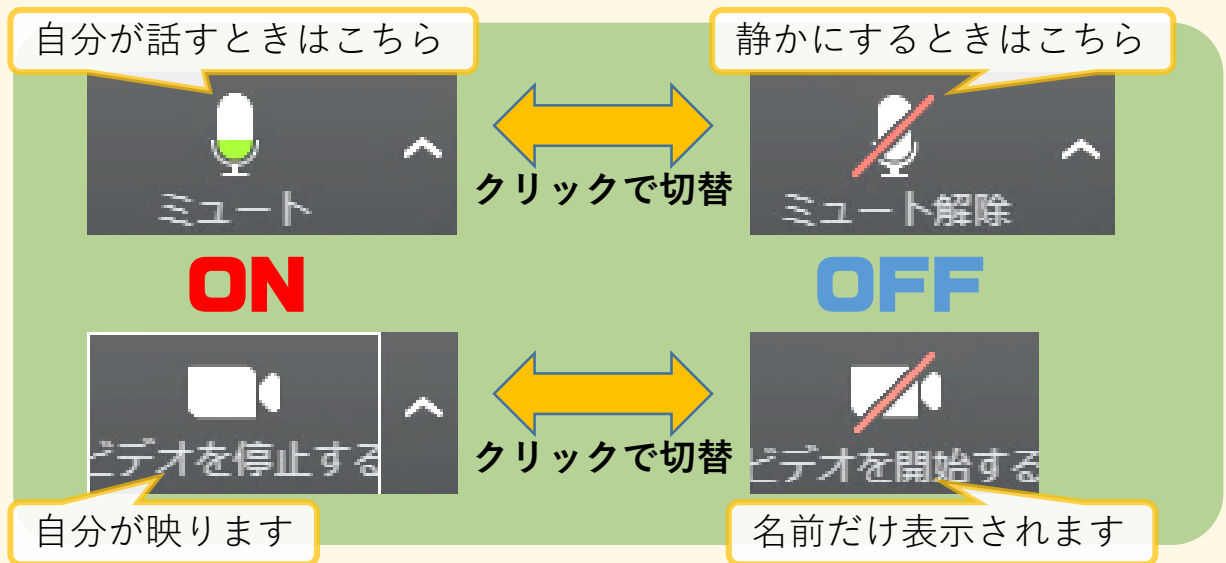 自分が話すときはこちら
静かにするときはこちら
ミュート
クリックで切替
ミュート解除
ON
OFF
ビデオを停止する
クリックで切替
ビデオを開始する
自分が映ります
名前だけ表示されます